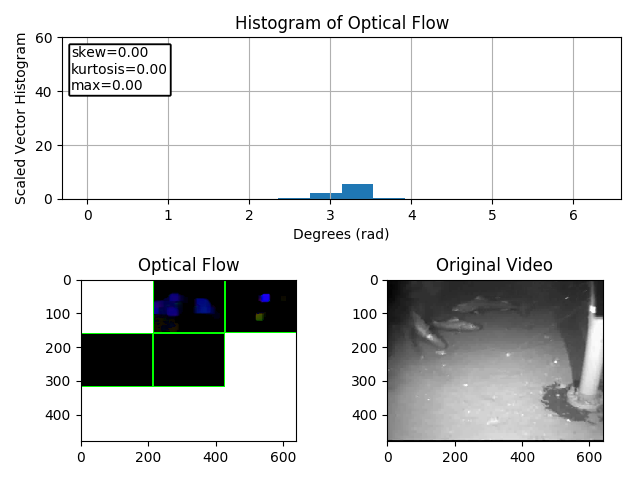 Histogram of Optical Flow
Scaled Vector Histogram
60
40
20
0
skew=0.00
kurtosis=0.00
max=0.00
0 1 2 3 4 5 6
Degrees (rad)
Optical Flow
0
100
200
300
400
0 200 400 600
Original Video
0
100
200
300
400
0 200 400 600